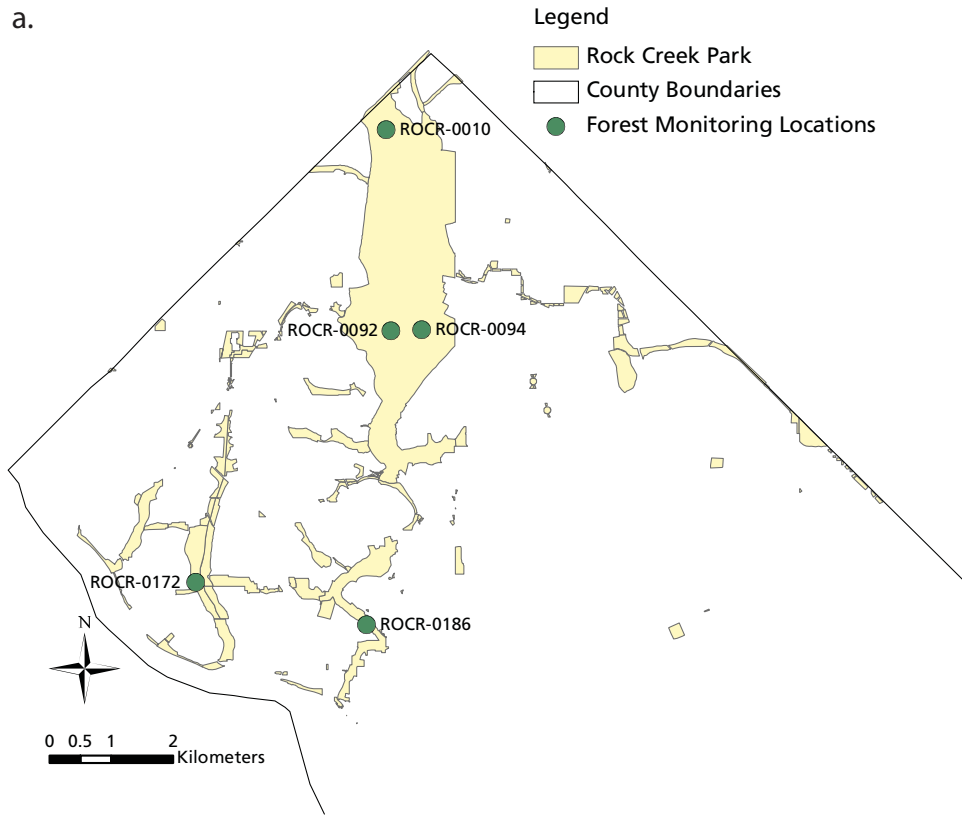 a.
Legend
Rock Creek Park
County Boundaries
Forest Monitoring Locations
ROCR-0010
ROCR-0092
ROCR-0094
ROCR-0172
ROCR-0186
N
0 0.5 1 2
Kilometers